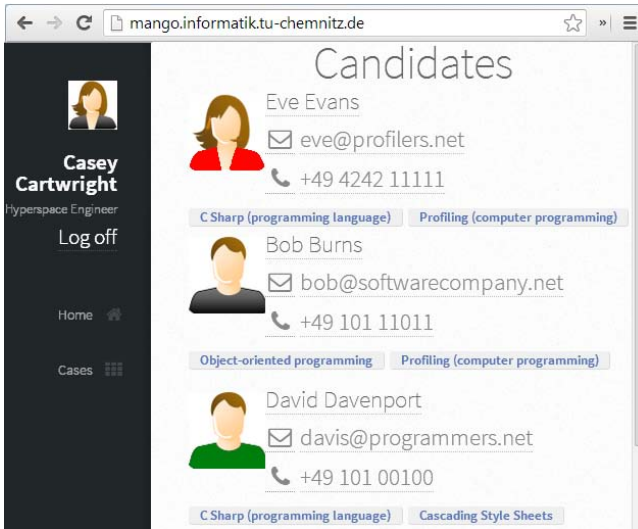 mango.informatik.tu-chemnitz.de
Casey
Cartwright
Hyperspace Engineer
Log off
Home
Cases
Candidates
Eve Evans
eve@profilers.net
+49 4242 11111
C Sharp (programming language) Profiling (computer programming)
Bob Burns
bob@softwarecompany.net
+49 101 11011
Object-oriented programming Profiling (computer programming)
David Davenport
davis@programmers.net
+49 101 00100
C Sharp (programming language) Cascading Style Sheets